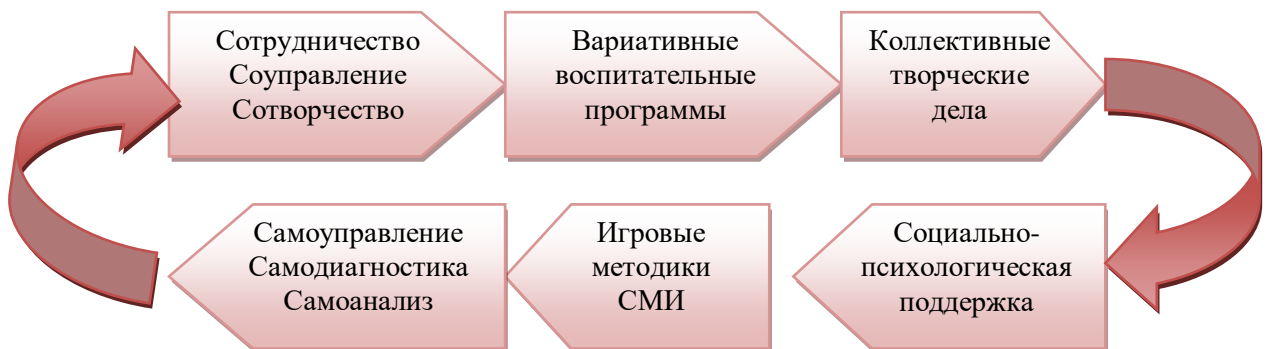 Сотрудничество
Соуправление
Сотворчество
Вариативные
воспитательные
программы
Коллективные
творческие
дела
Социально-
психологическая
поддержка
Игровые
методики
СМИ
Самоуправление
Самодиагностика
Самоанализ